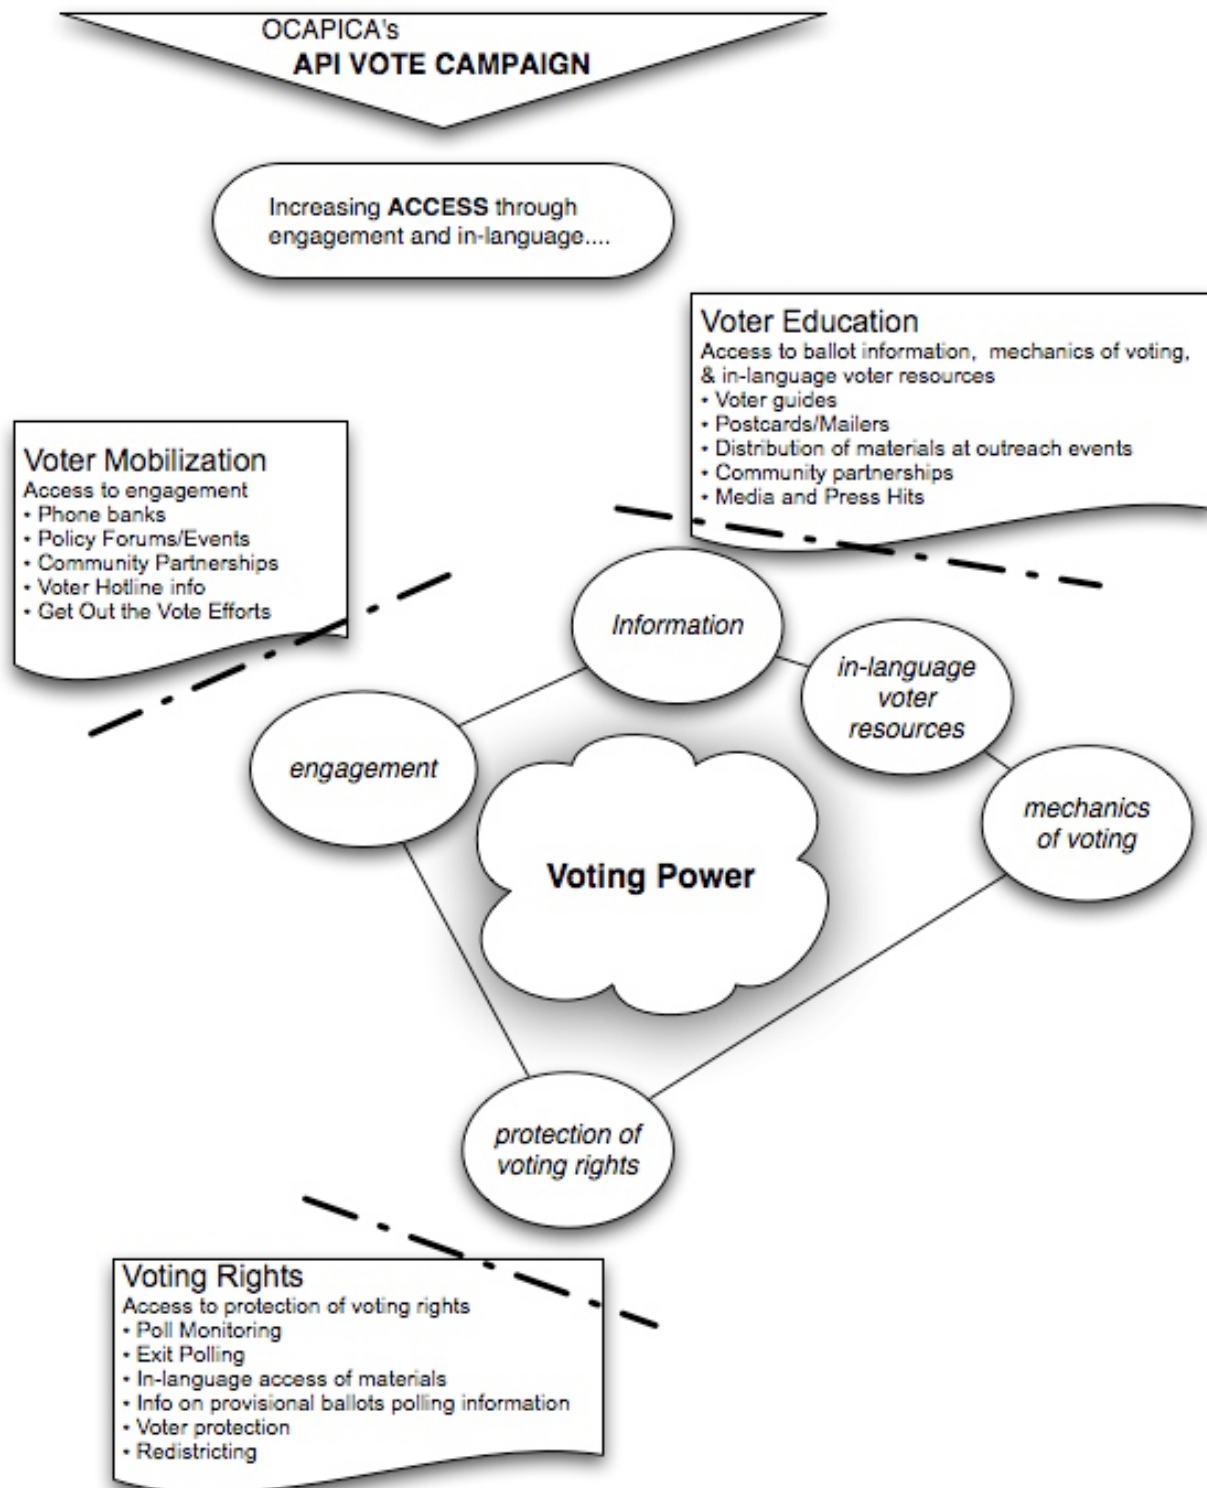 OCAPICA's
API VOTE CAMPAIGN
Increasing ACCESS through
engagement and in-language....
Voter Education
Access to ballot information, mechanics of voting,
& in-language voter resources
• Voter guides
• Postcards/Mailers
• Distribution of materials at outreach events
• Community partnerships
• Media and Press Hits
Voter Mobilization
Access to engagement
• Phone banks
• Policy Forums/Events
• Community Partnerships
• Voter Hotline info
• Get Out the Vote Efforts
Information
in-language
voter
resources
engagement
mechanics
of voting
Voting Power
protection of
voting rights
Voting Rights
Access to protection of voting rights
• Poll Monitoring
• Exit Polling
• In-language access of materials
• Info on provisional ballots polling information
• Voter protection
• Redistricting